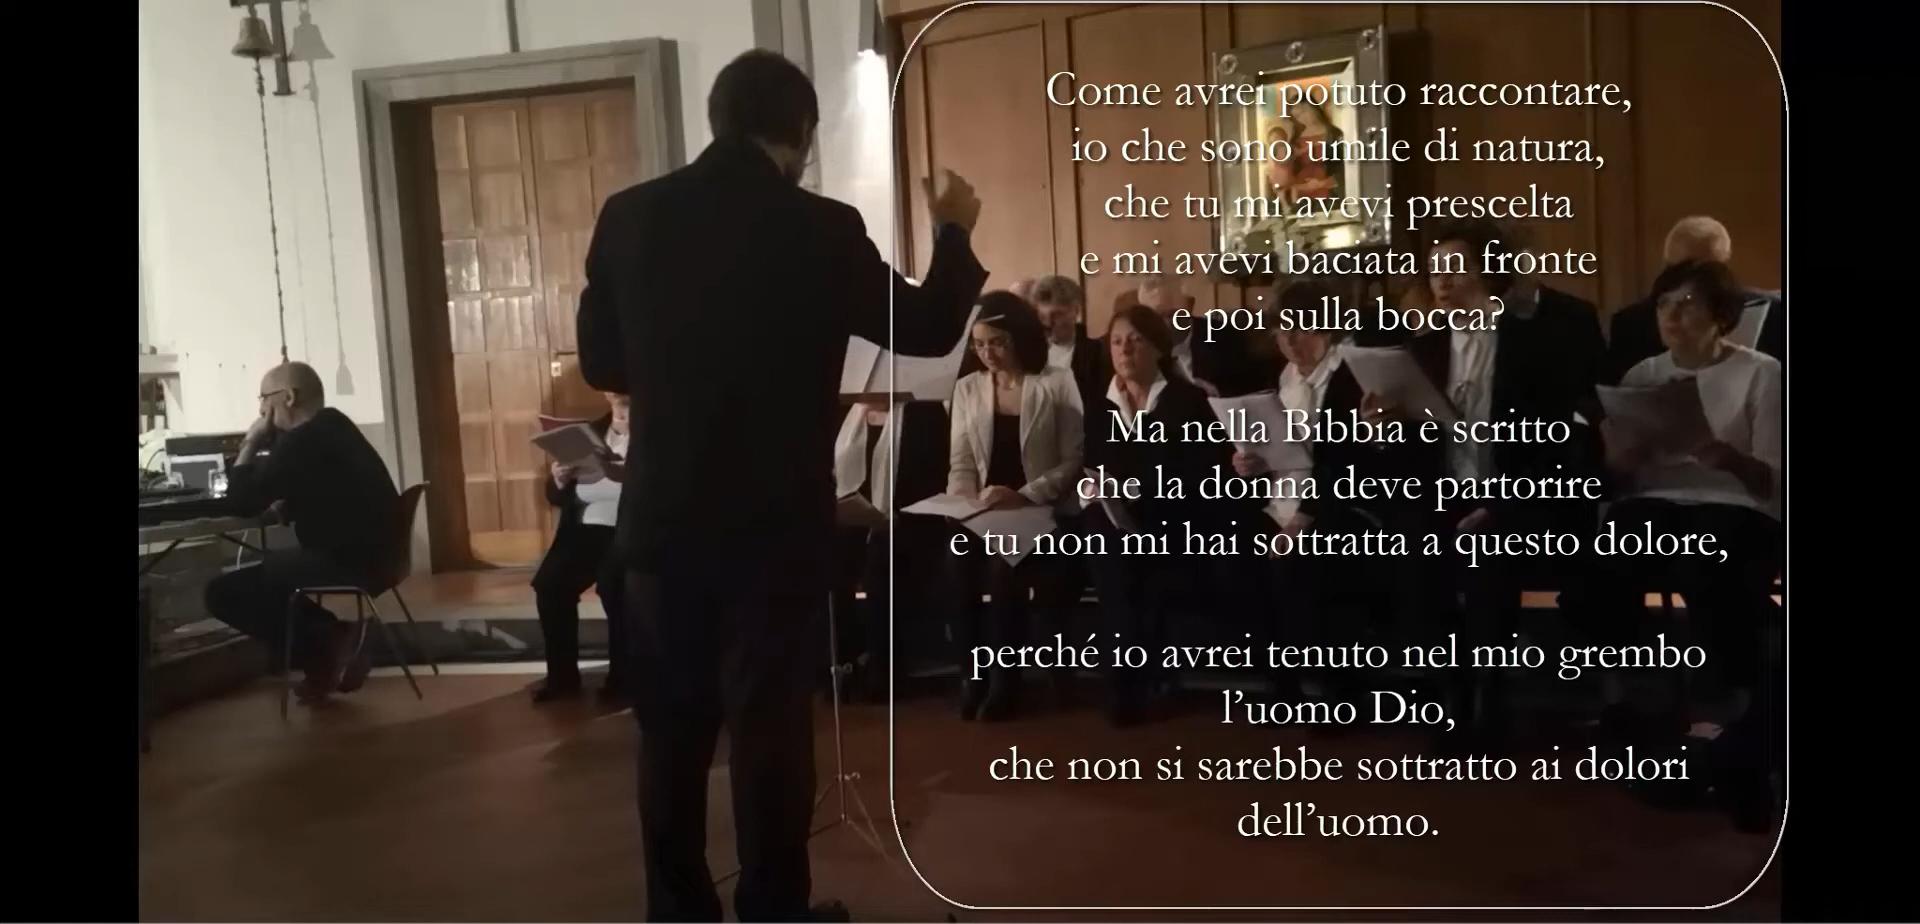 Come avrei potuto raccontare,
io che sono umile di natura,
che tu mi avevi prescelta
e mi avevi baciata in fronte
e poi sulla bocca?
Ma nella Bibbia è scritto
che la donna deve partorire
e tu non mi hai sottratta a questo dolore,
perché io avrei tenuto nel mio grembo
l’uomo Dio,
che non si sarebbe sottratto ai dolori
dell’uomo.